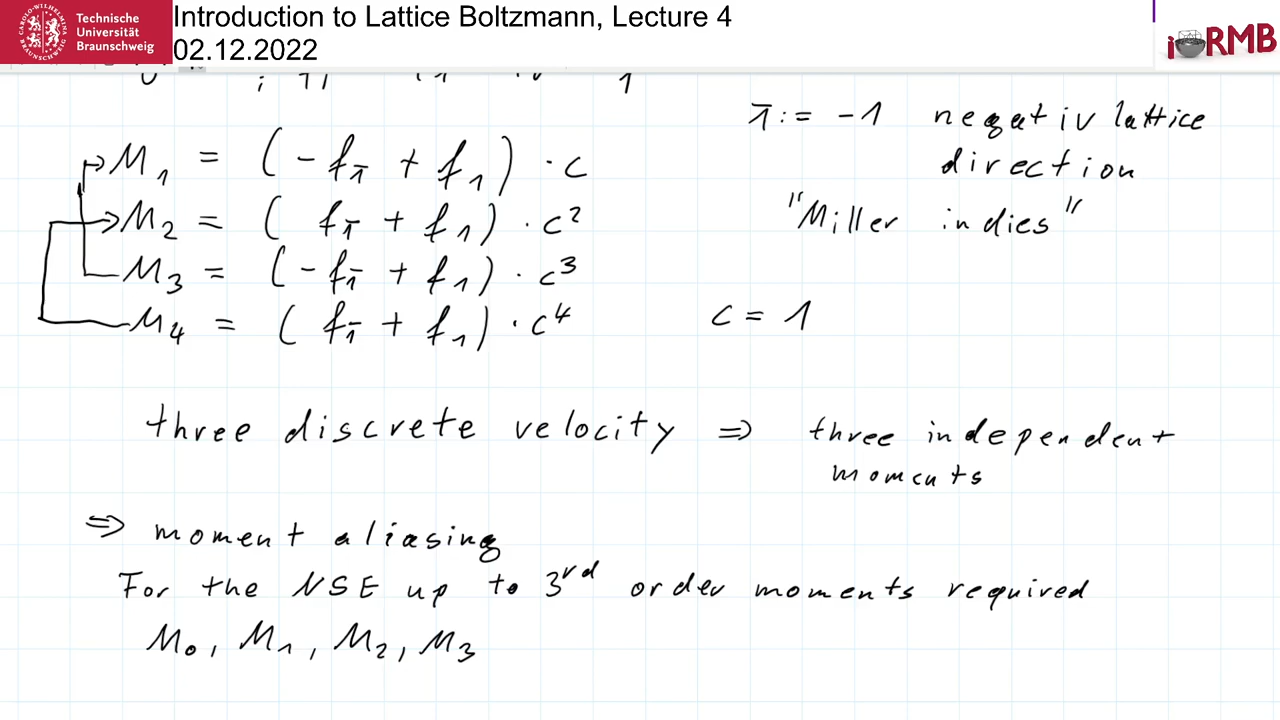 Technische
Universität
Braunschweig
Introduction to Lattice Boltzmann, Lecture 4
02.12.2022
iRMB
1̄ := -1 negativ lattice
direction
"Miller indies"
M₁ = (-f₁̄ + f₁) · c
M₂ = (f₁̄ + f₁) · c²
M₃ = (-f₁̄ + f₁) · c³
M₄ = (f₁̄ + f₁) · c⁴
c = 1
three discrete velocity ⇒ three independent
moments
⇒ moment aliasing
For the NSE up to 3rd order moments required
M₀, M₁, M₂, M₃